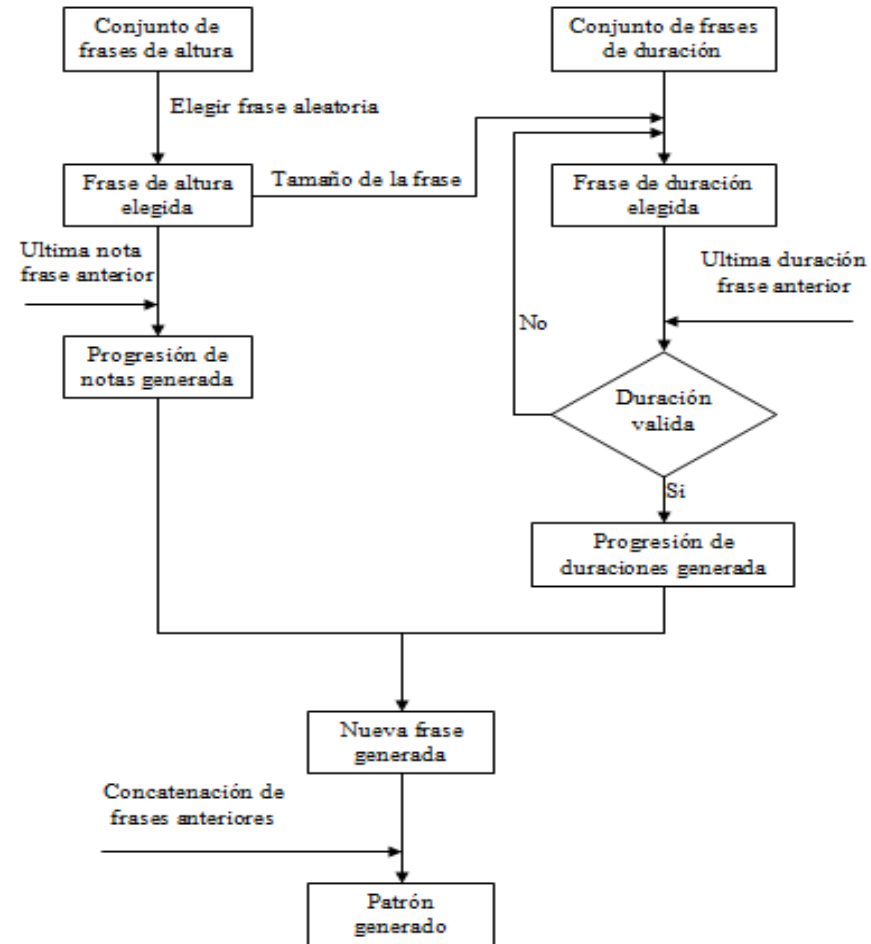 Conjunto de
frases de altura
Conjunto de frases
de duración
Elegir frase aleatoria
Frase de altura
elegida
Tamaño de la frase
Frase de duración
elegida
Ultima nota
frase anterior
Ultima duración
frase anterior
No
Progresión de
notas generada
Duración
valida
Si
Progresión de
duraciones generada
Nueva frase
generada
Concatenación de
frases anteriores
Patrón
generado